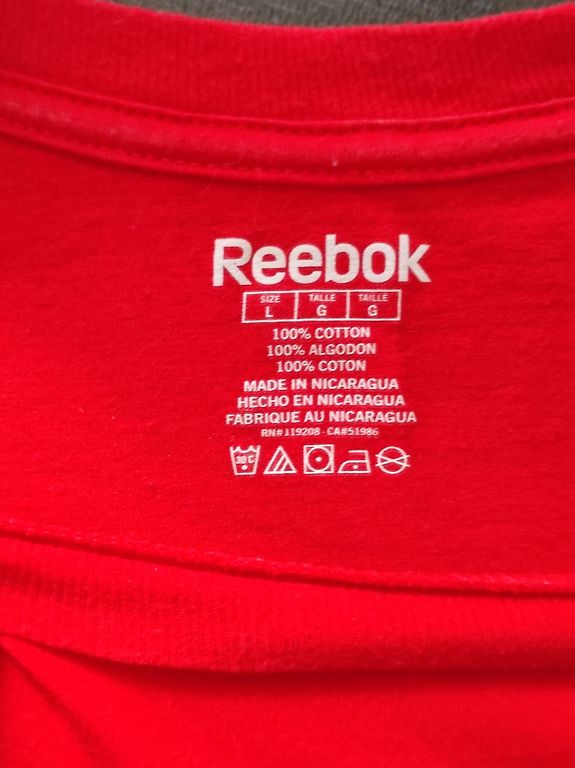 Reebok
SIZE TALLE TAILLE
L G G
100% COTTON
100% ALGODON
100% COTON
MADE IN NICARAGUA
HECHO EN NICARAGUA
FABRIQUE AU NICARAGUA
RN# 119208 - CA#51986
30 C